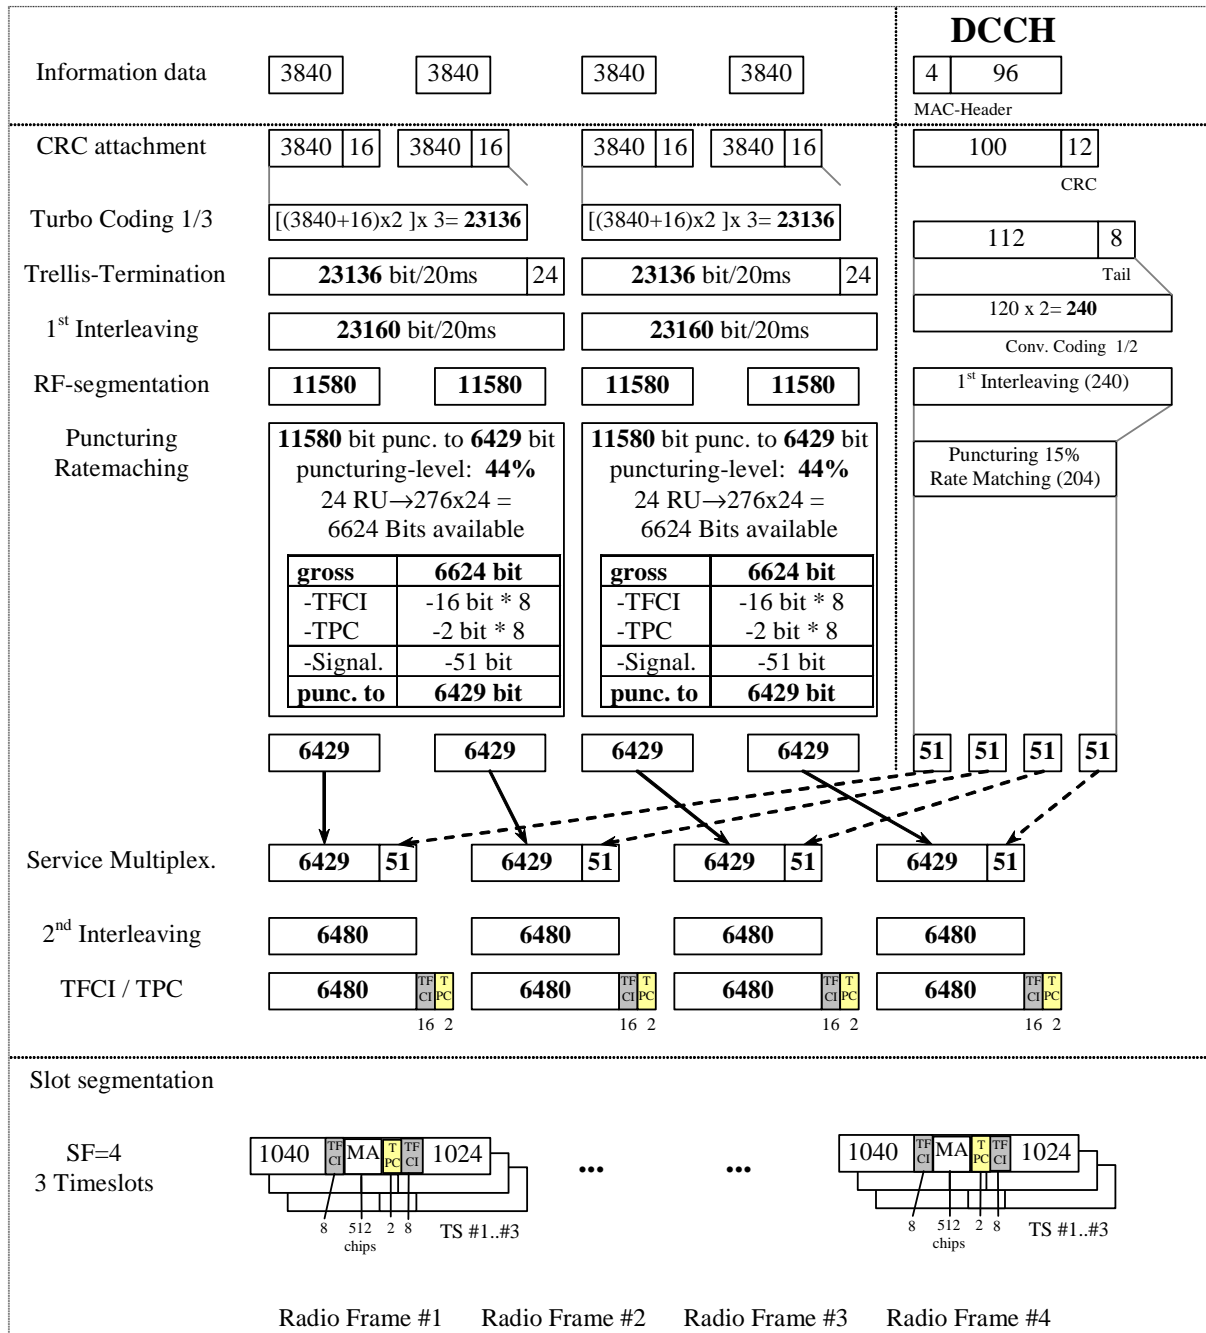 DCCH
Information data 3840 3840 3840 3840 4 96
MAC-Header
CRC attachment 3840 16 3840 16 3840 16 3840 16 100 12
CRC
Turbo Coding 1/3 [(3840+16)x2 ]x 3= 23136 [(3840+16)x2 ]x 3= 23136
112 8
Tail
Trellis-Termination 23136 bit/20ms 24 23136 bit/20ms 24
120 x 2= 240
1st Interleaving 23160 bit/20ms 23160 bit/20ms
Conv. Coding 1/2
RF-segmentation 11580 11580 11580 11580 1st Interleaving (240)
Puncturing
Ratemaching
11580 bit punc. to 6429 bit
puncturing-level: 44%
24 RU→276x24 =
6624 Bits available
gross 6624 bit
-TFCI -16 bit * 8
-TPC -2 bit * 8
-Signal. -51 bit
punc. to 6429 bit
11580 bit punc. to 6429 bit
puncturing-level: 44%
24 RU→276x24 =
6624 Bits available
gross 6624 bit
-TFCI -16 bit * 8
-TPC -2 bit * 8
-Signal. -51 bit
punc. to 6429 bit
Puncturing 15%
Rate Matching (204)
6429 6429 6429 6429 51 51 51 51
Service Multiplex. 6429 51 6429 51 6429 51 6429 51
2nd Interleaving 6480 6480 6480 6480
TFCI / TPC 6480 TF CI T PC 6480 TF CI T PC 6480 TF CI T PC 6480 TF CI T PC
16 2 16 2 16 2 16 2
Slot segmentation
SF=4
3 Timeslots
1040 TF CI MA T PC TF CI 1024 ... ... 1040 TF CI MA T PC TF CI 1024
8 512 2 8 TS #1..#3 8 512 2 8 TS #1..#3
chips chips
Radio Frame #1 Radio Frame #2 Radio Frame #3 Radio Frame #4